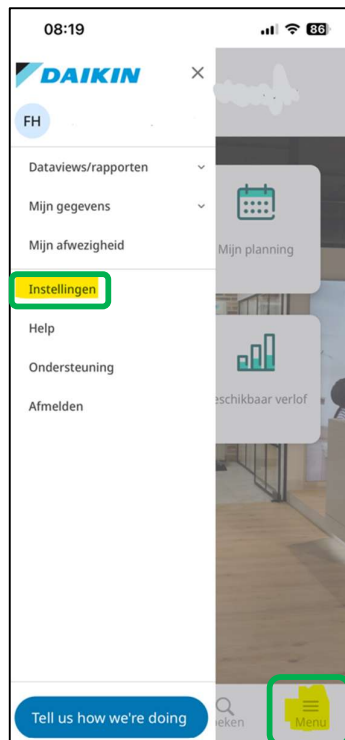 08:19
86
DAIKIN
FH
Dataviews/rapporten
Mijn gegevens
Mijn afwezigheid
Instellingen
Help
Ondersteuning
Afmelden
Tell us how we're doing
Mijn planning
eschikbaar verlof
eken
Menu